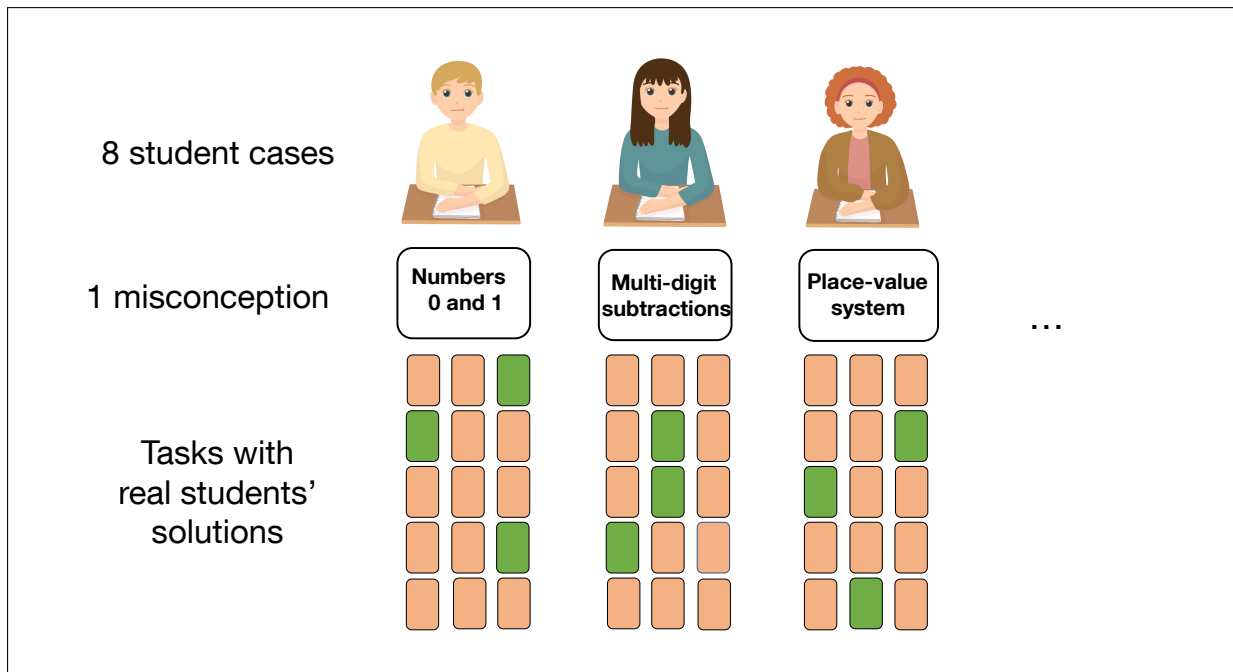 8 student cases
1 misconception
Numbers
0 and 1
Multi-digit
subtractions
Place-value
system
...
Tasks with
real students’
solutions